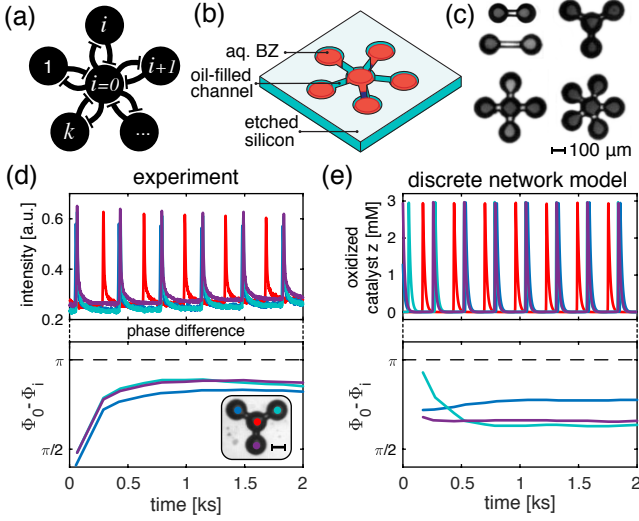 (a)
i
1
i=0
i+1
k
...
(b)
aq. BZ
oil-filled
channel
etched
silicon
(c)
100 μm
(d)
experiment
intensity [a.u.]
0.6
0.4
0.2
phase difference
Φ0- Φi
π
π/2
0
0.5
1
1.5
2
time [ks]
(e)
discrete network model
oxidized
catalyst z [mM]
3
2
1
0
Φ0- Φi
π
π/2
0
0.5
1
1.5
2
time [ks]